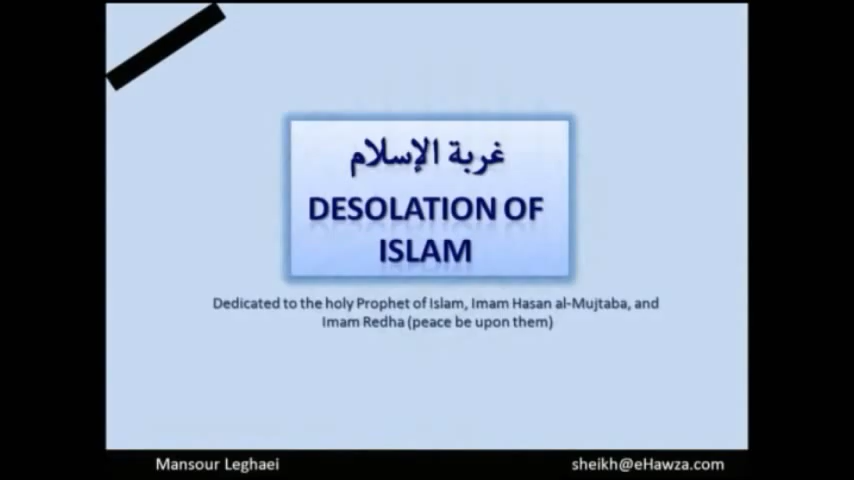 غربة الإسلام
DESOLATION OF
ISLAM
Dedicated to the holy Prophet of Islam, Imam Hasan al-Mujtaba, and
Imam Redha (peace be upon them)
Mansour Leghaei
sheikh@eHawza.com